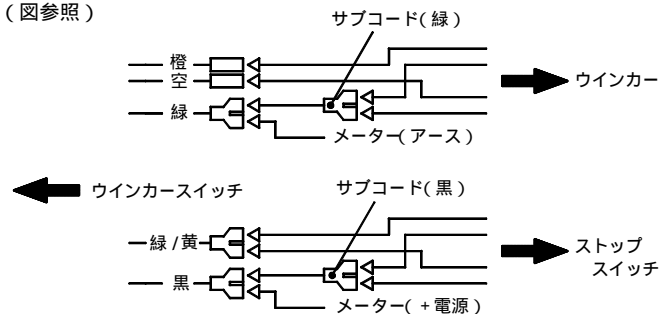 (図参照)
サブコード(緑)
橙
空
緑
ウインカー
メーター(アース)
ウインカースイッチ
サブコード(黒)
緑/黄
黒
ストップ
スイッチ
メーター(+電源)